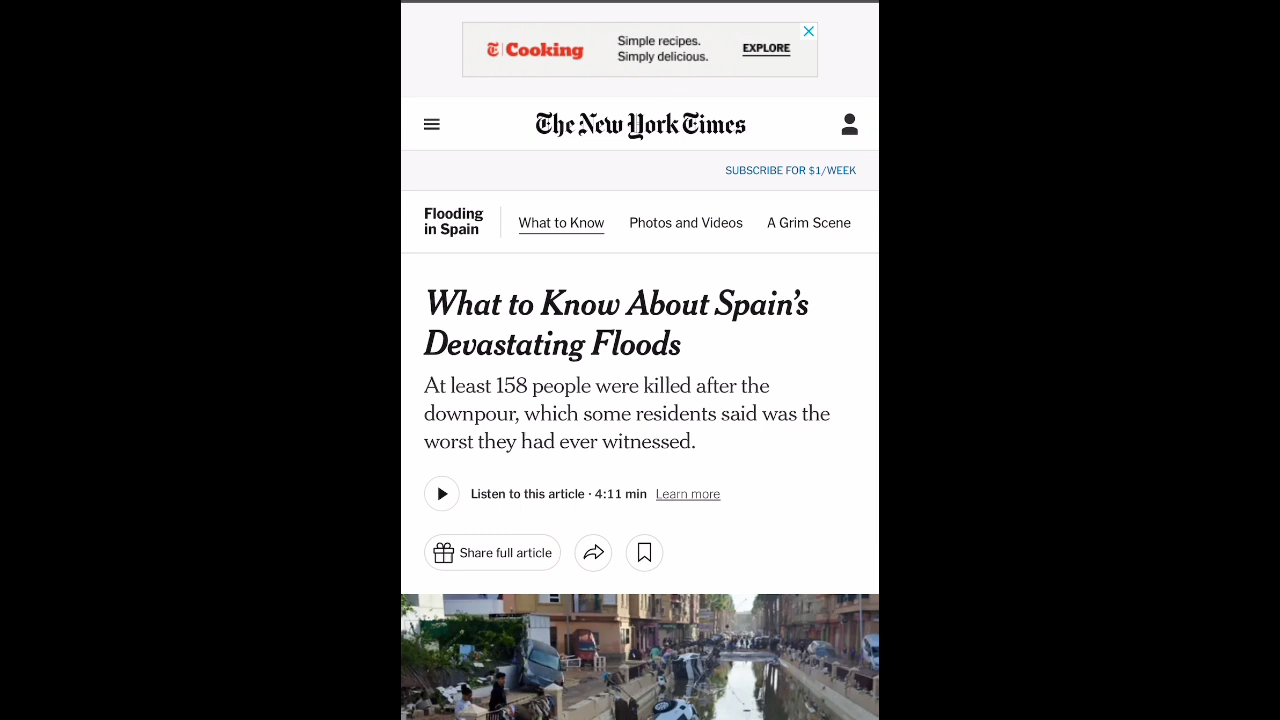 Cooking
Simple recipes.
Simply delicious.
EXPLORE
The New York Times
SUBSCRIBE FOR $1/WEEK
Flooding
in Spain
What to Know
Photos and Videos
A Grim Scene
What to Know About Spain's
Devastating Floods
At least 158 people were killed after the
downpour, which some residents said was the
worst they had ever witnessed.
Listen to this article · 4:11 min Learn more
Share full article